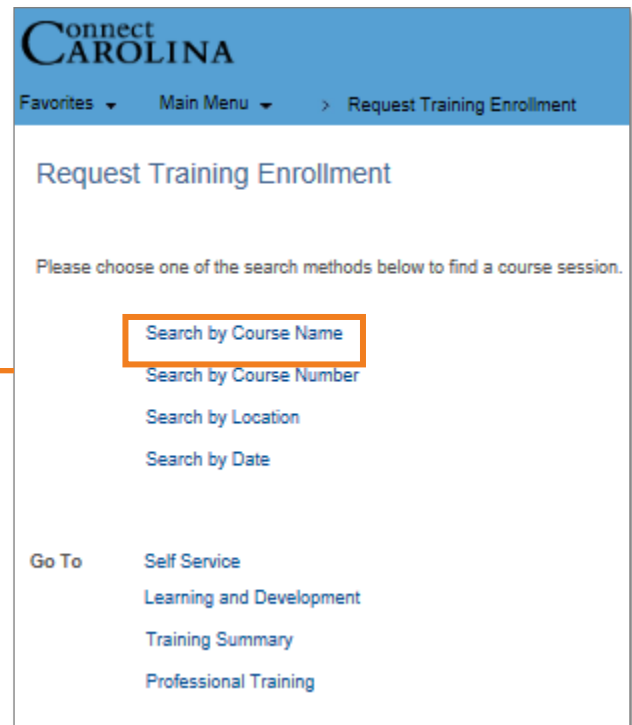 Connect
CAROLINA
Favorites Main Menu > Request Training Enrollment
Request Training Enrollment
Please choose one of the search methods below to find a course session.
Search by Course Name
Search by Course Number
Search by Location
Search by Date
Go To Self Service
Learning and Development
Training Summary
Professional Training